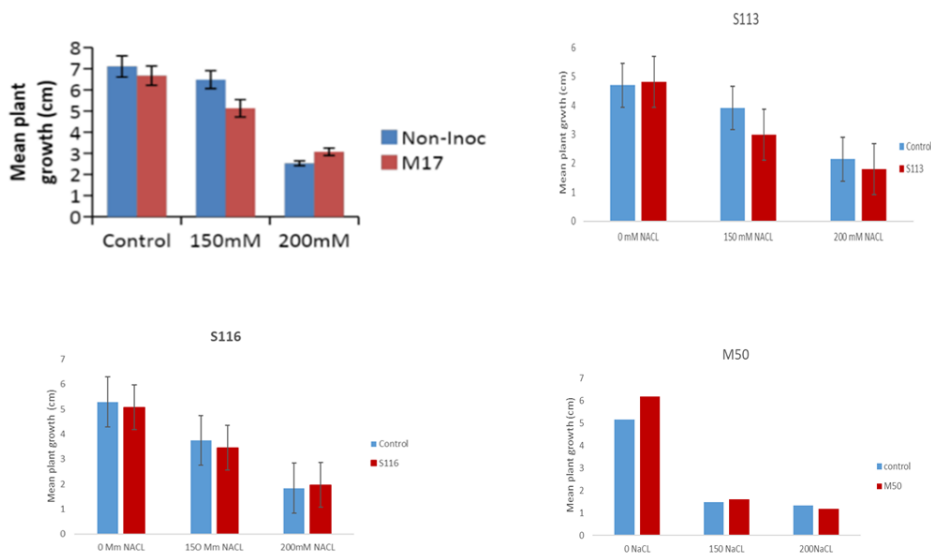 Mean plant
growth (cm)
8
7
6
5
4
3
2
1
0
Control 150mM 200mM
Non-Inoc
M17
S113
Mean plant grwoth (cm)
6
5
4
3
2
1
0
0 mM NACL 150 mM NACL 200 mM NACL
Control
S113
S116
Mean plant growth (cm)
7
6
5
4
3
2
1
0
0 Mm NACL 15O Mm NACL 200mM NACL
Control
S116
M50
Mean plant growth (cm)
7
6
5
4
3
2
1
0
0 NaCL 150 NaCL 200NaCL
control
M50